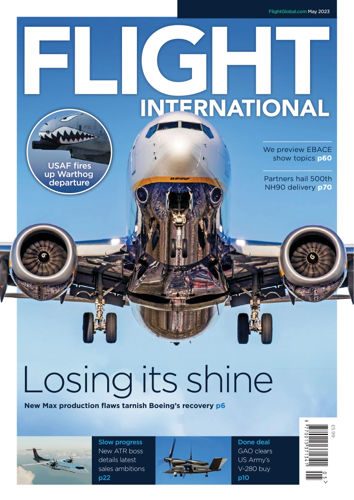 FlightGlobal.com May 2023
FLIGHT
INTERNATIONAL
USAF fires
up Warthog
departure
We preview EBACE
show topics p60
Partners hail 500th
NH90 delivery p70
Losing its shine
New Max production flaws tarnish Boeing's recovery p6
Slow progress
New ATR boss
details latest
sales ambitions
p22
Done deal
GAO clears
US Army's
V-280 buy
p10